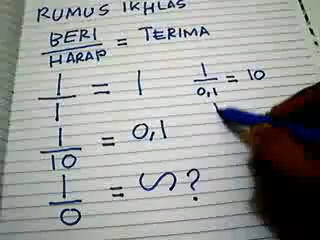 RUMUS IKHLAS
BERI/HARAP = TERIMA
1/1 = 1
1/0,1 = 10
1/10 = 0,1
1/0 = ∽?